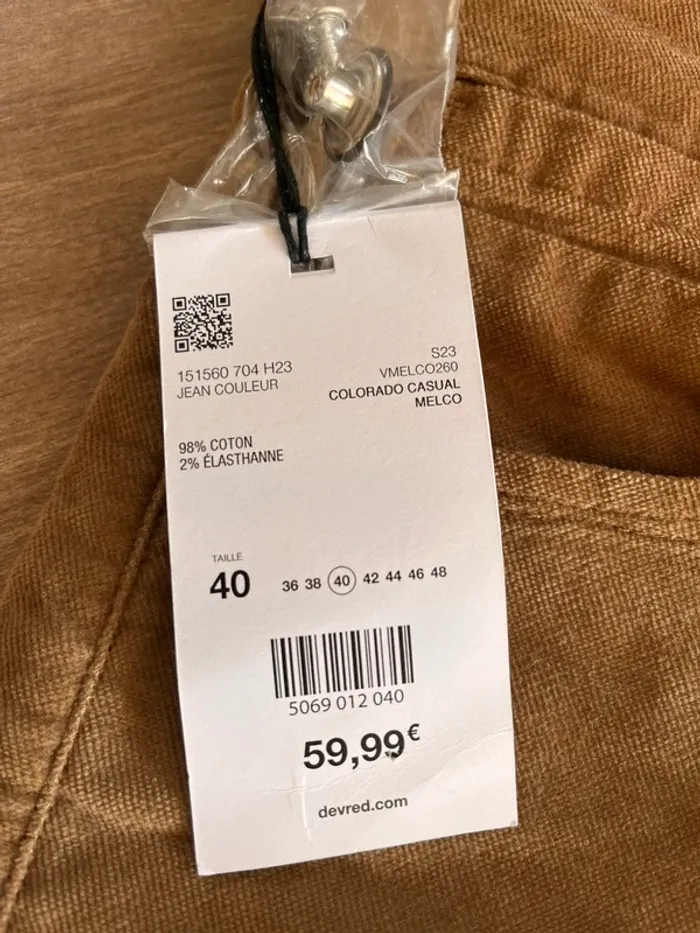 151560 704 H23
JEAN COULEUR
S23
VMELCO260
COLORADO CASUAL
MELCO
98% COTON
2% ÉLASTHANNE
TAILLE
40
36 38 40 42 44 46 48
5069 012 040
59,99€
devred.com